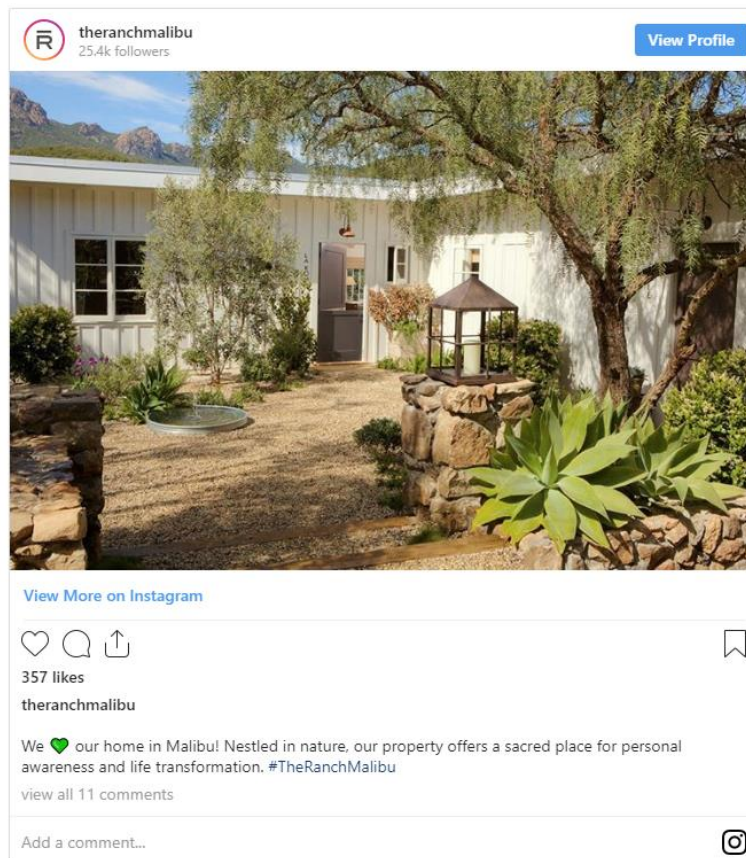 theranchmalibu
25.4k followers
View Profile
View More on Instagram
357 likes
theranchmalibu
We 💚 our home in Malibu! Nestled in nature, our property offers a sacred place for personal
awareness and life transformation. #TheRanchMalibu
view all 11 comments
Add a comment...